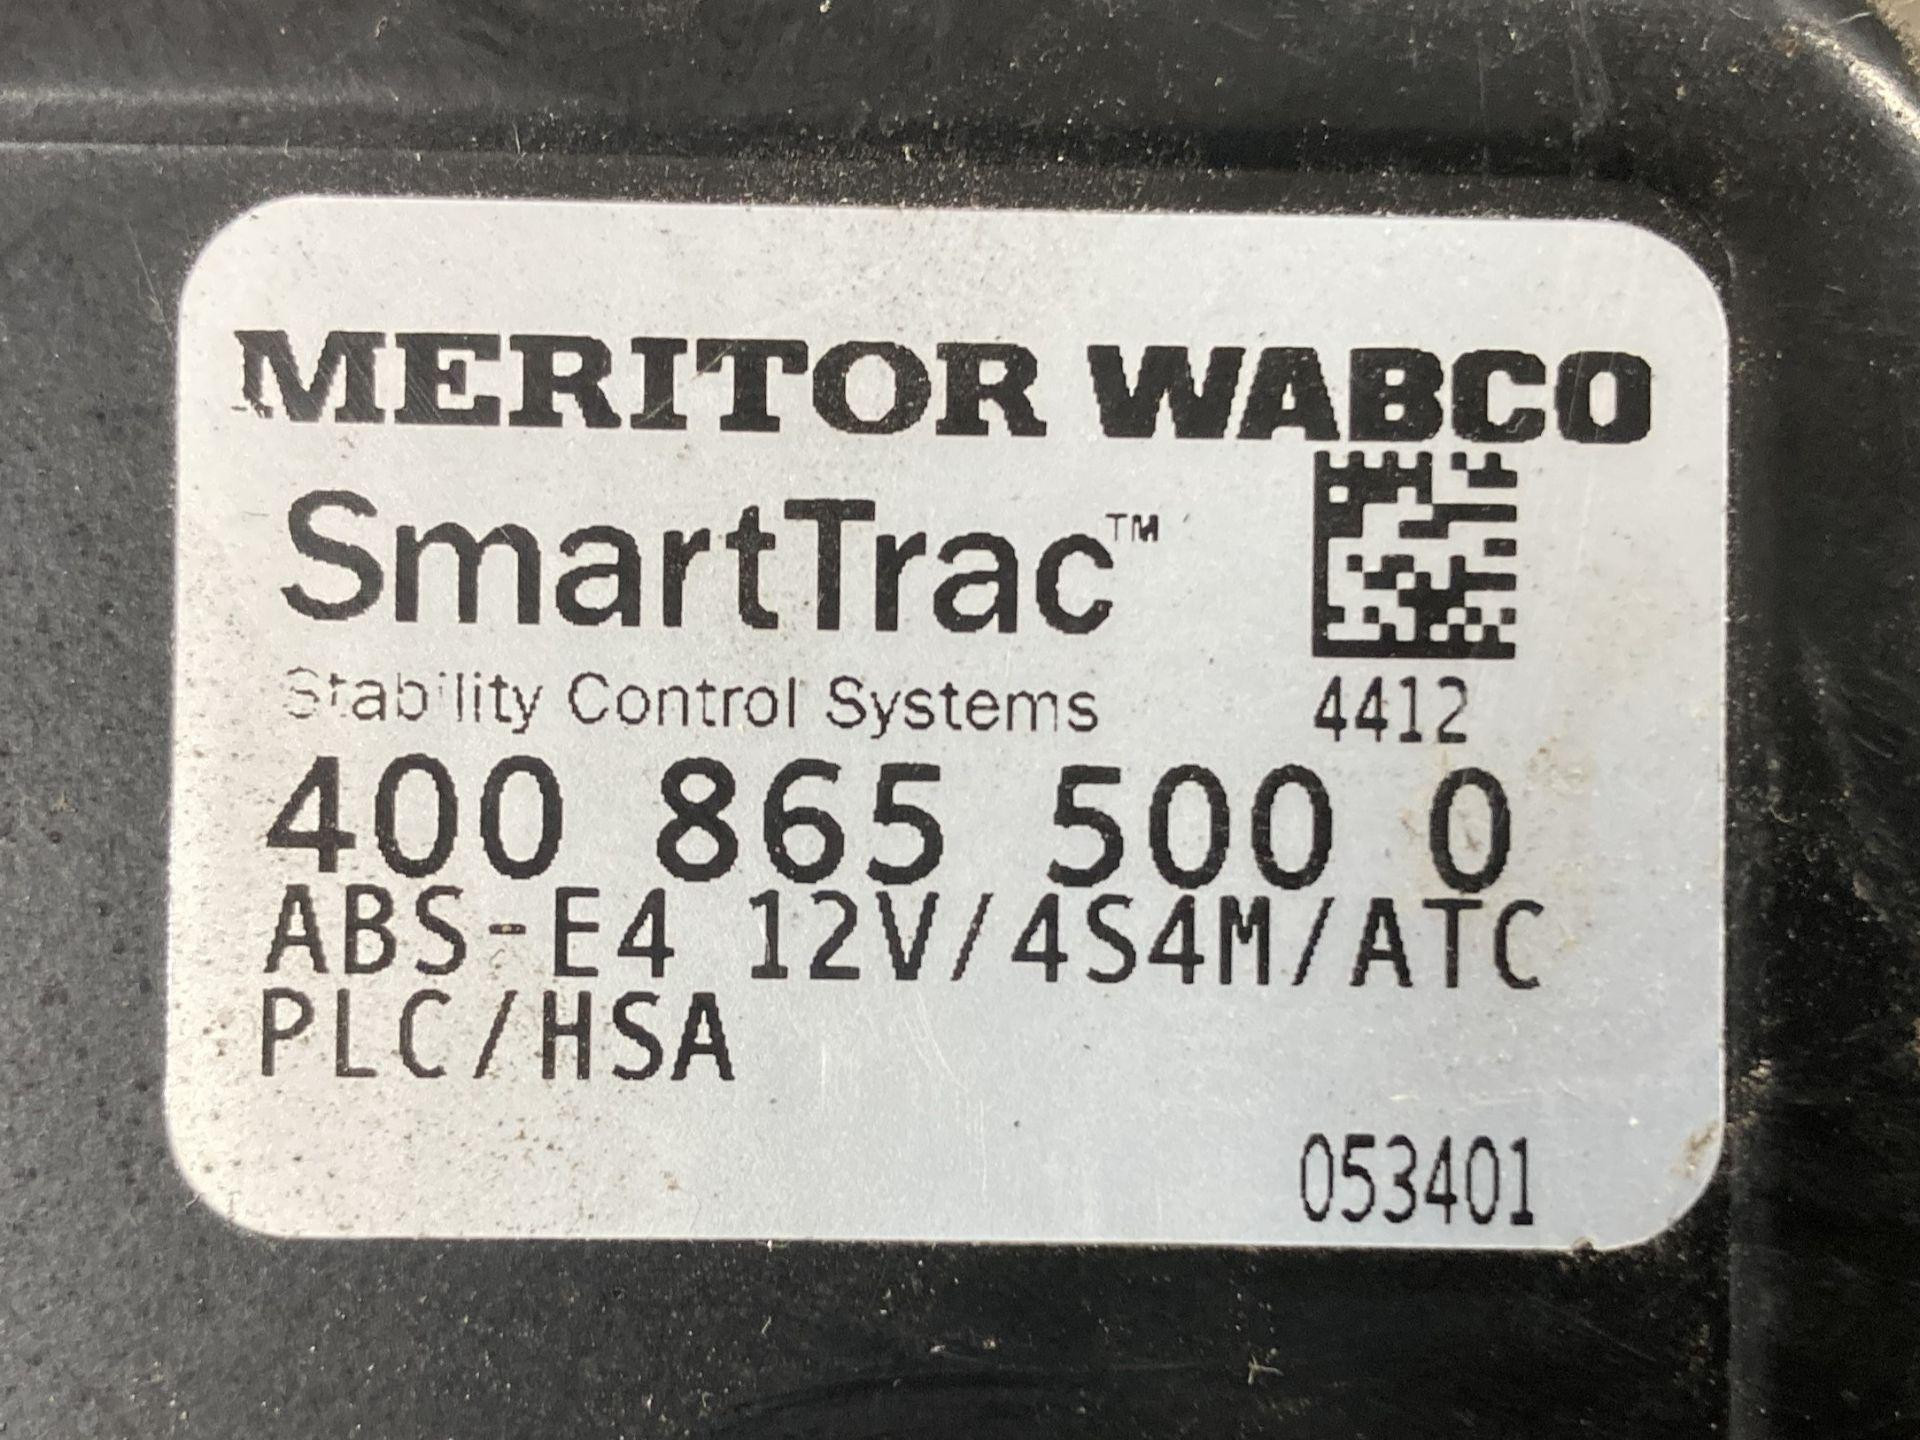 MERITOR WABCO
SmartTrac™
Stability Control Systems
4412
400 865 500 0
ABS-E4 12V/4S4M/ATC
PLC/HSA
053401